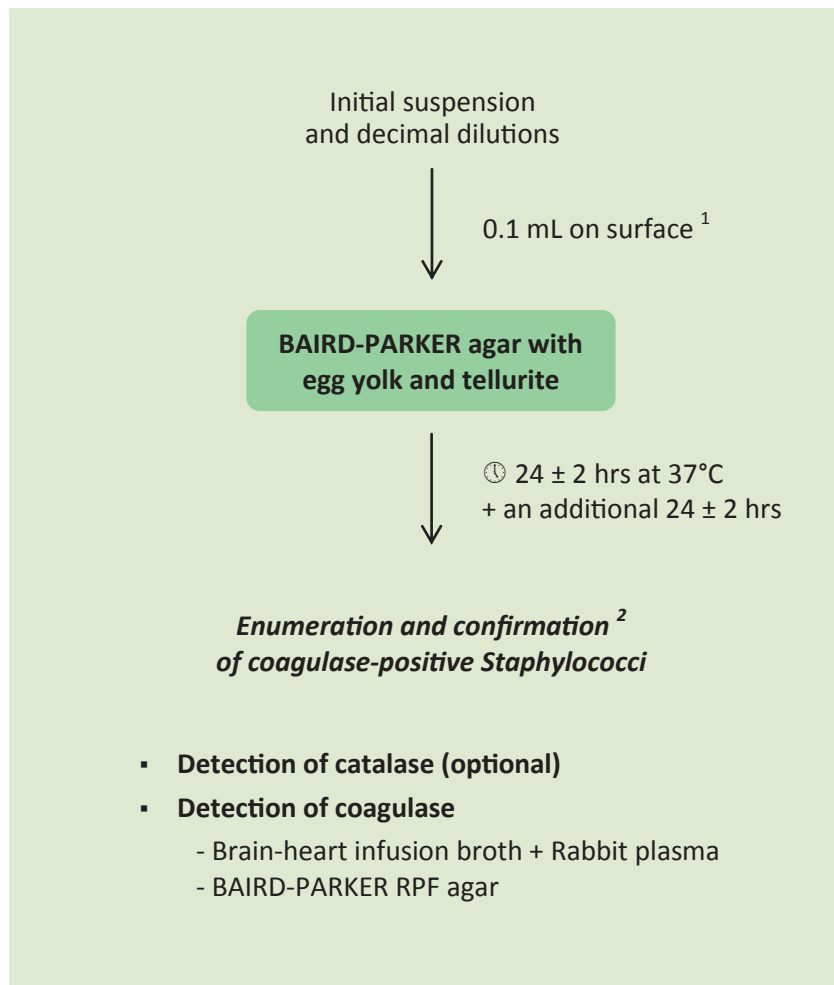 Initial suspension
and decimal dilutions
0.1 mL on surface 1
BAIRD-PARKER agar with
egg yolk and tellurite
🕔 24 ± 2 hrs at 37°C
+ an additional 24 ± 2 hrs
Enumeration and confirmation 2
of coagulase-positive Staphylococci
▪ Detection of catalase (optional)
▪ Detection of coagulase
- Brain-heart infusion broth + Rabbit plasma
- BAIRD-PARKER RPF agar